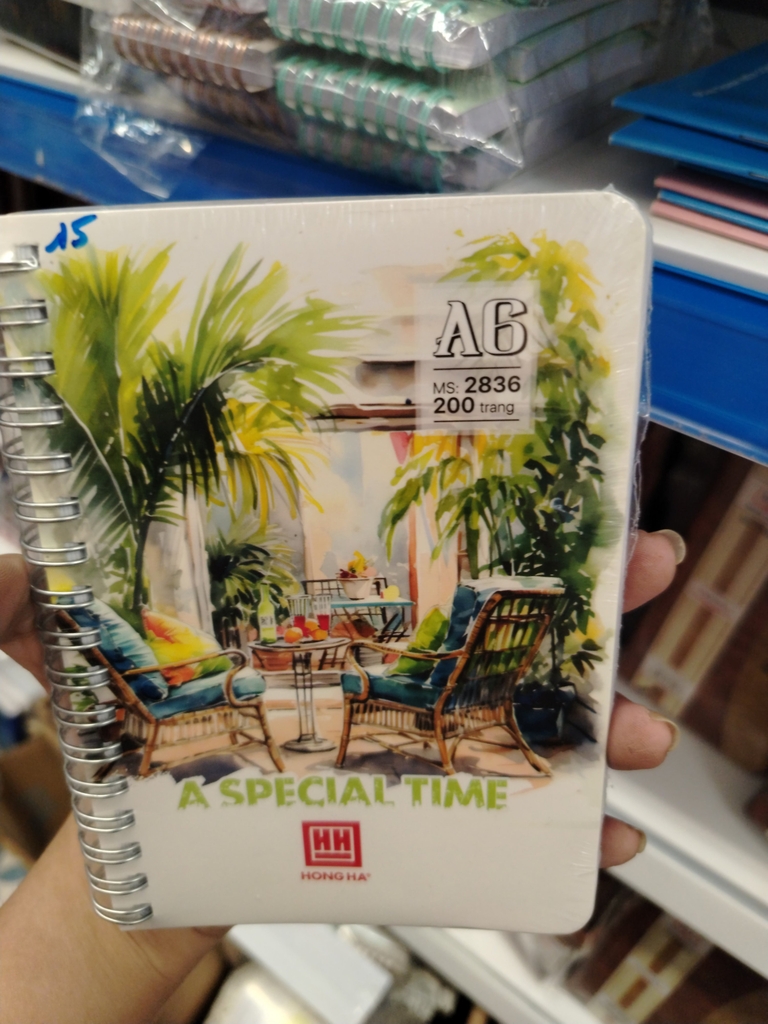 15
A6
MS: 2836
200 trang
A SPECIAL TIME
HH
HONG HA®